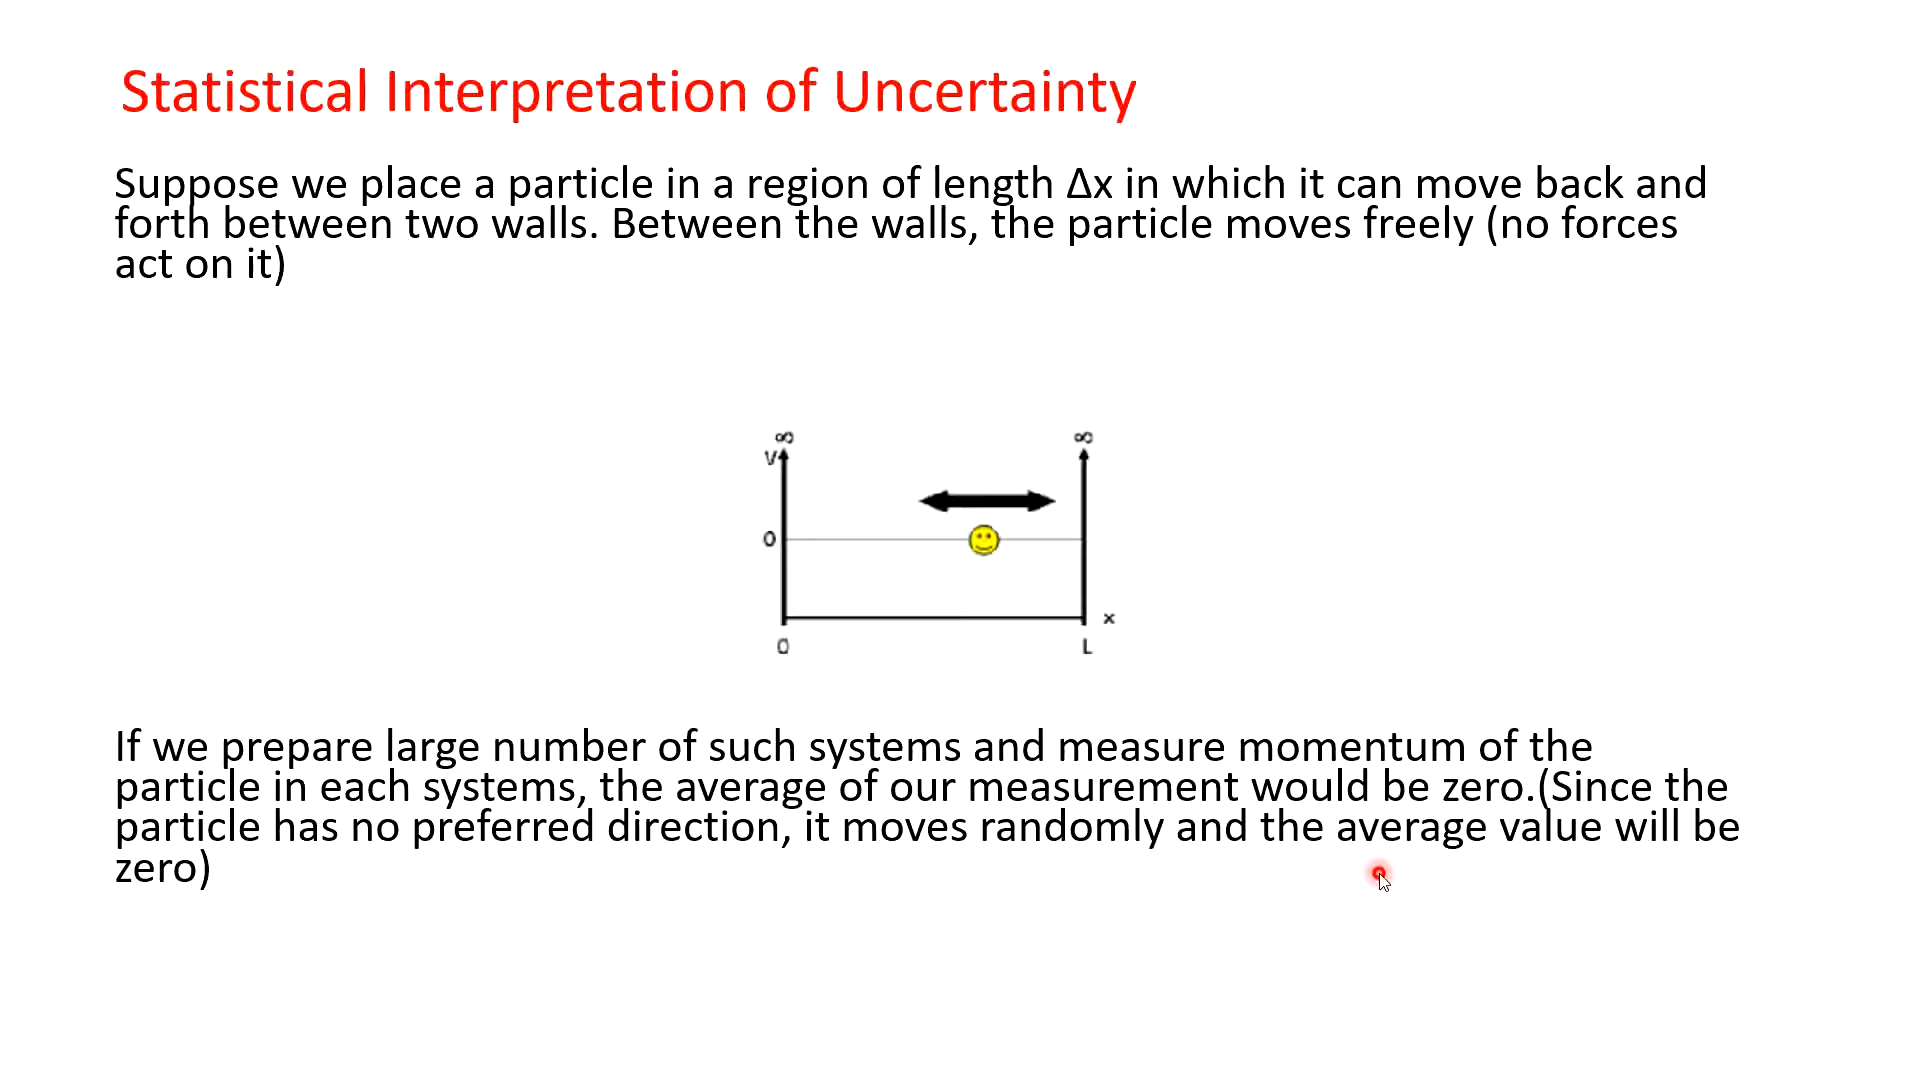 Statistical Interpretation of Uncertainty
Suppose we place a particle in a region of length Δx in which it can move back and
forth between two walls. Between the walls, the particle moves freely (no forces
act on it)
∞ ∞
V
0
x
0 L
If we prepare large number of such systems and measure momentum of the
particle in each systems, the average of our measurement would be zero.(Since the
particle has no preferred direction, it moves randomly and the average value will be
zero)